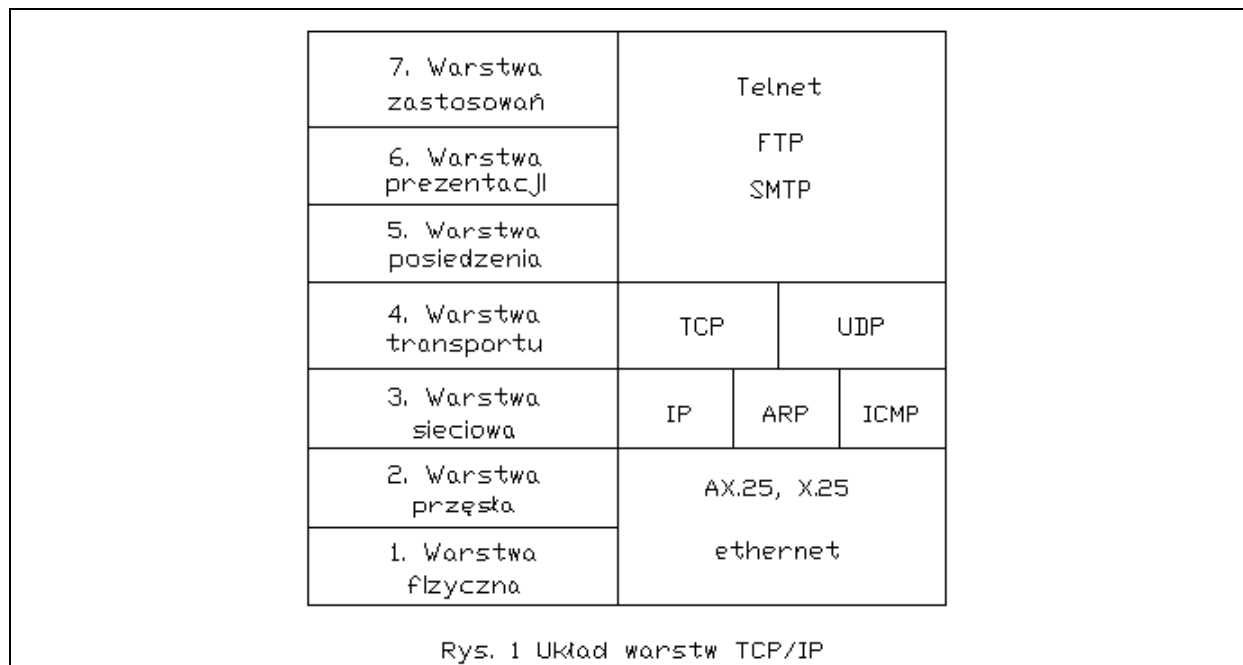 7. Warstwa
zastosowań
Telnet
FTP
6. Warstwa
prezentacji
SMTP
5. Warstwa
posiedzenia
4. Warstwa
transportu
TCP
UDP
3. Warstwa
sieciowa
IP
ARP
ICMP
2. Warstwa
przęsła
AX.25, X.25
1. Warstwa
fizyczna
ethernet
Rys. 1 Układ warstw TCP/IP